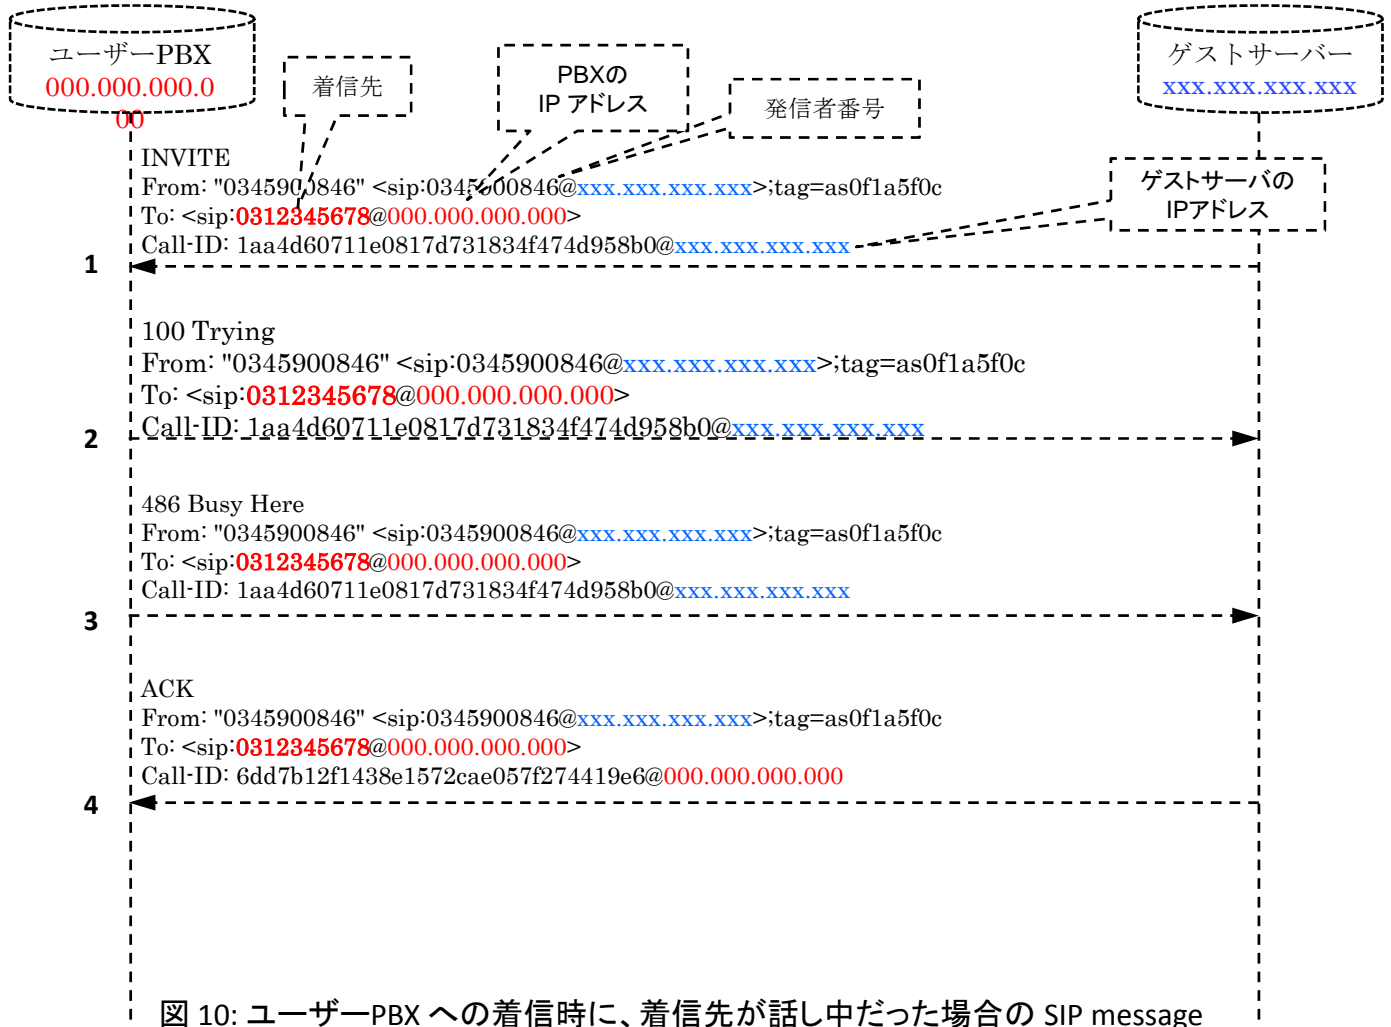 ユーザーPBX
000.000.000.0
00
ゲストサーバー
xxx.xxx.xxx.xxx
着信先
PBXの
IP アドレス
発信者番号
ゲストサーバの
IPアドレス
INVITE
From: "0345900846" <sip:0345900846@xxx.xxx.xxx.xxx>;tag=as0f1a5f0c
To: <sip:0312345678@000.000.000.000>
Call-ID: 1aa4d60711e0817d731834f474d958b0@xxx.xxx.xxx.xxx
1
100 Trying
From: "0345900846" <sip:0345900846@xxx.xxx.xxx.xxx>;tag=as0f1a5f0c
To: <sip:0312345678@000.000.000.000>
Call-ID: 1aa4d60711e0817d731834f474d958b0@xxx.xxx.xxx.xxx
2
486 Busy Here
From: "0345900846" <sip:0345900846@xxx.xxx.xxx.xxx>;tag=as0f1a5f0c
To: <sip:0312345678@000.000.000.000>
Call-ID: 1aa4d60711e0817d731834f474d958b0@xxx.xxx.xxx.xxx
3
ACK
From: "0345900846" <sip:0345900846@xxx.xxx.xxx.xxx>;tag=as0f1a5f0c
To: <sip:0312345678@000.000.000.000>
Call-ID: 6dd7b12f1438e1572cae057f274419e6@000.000.000.000
4
図 10: ユーザーPBX への着信時に、着信先が話し中だった場合の SIP message